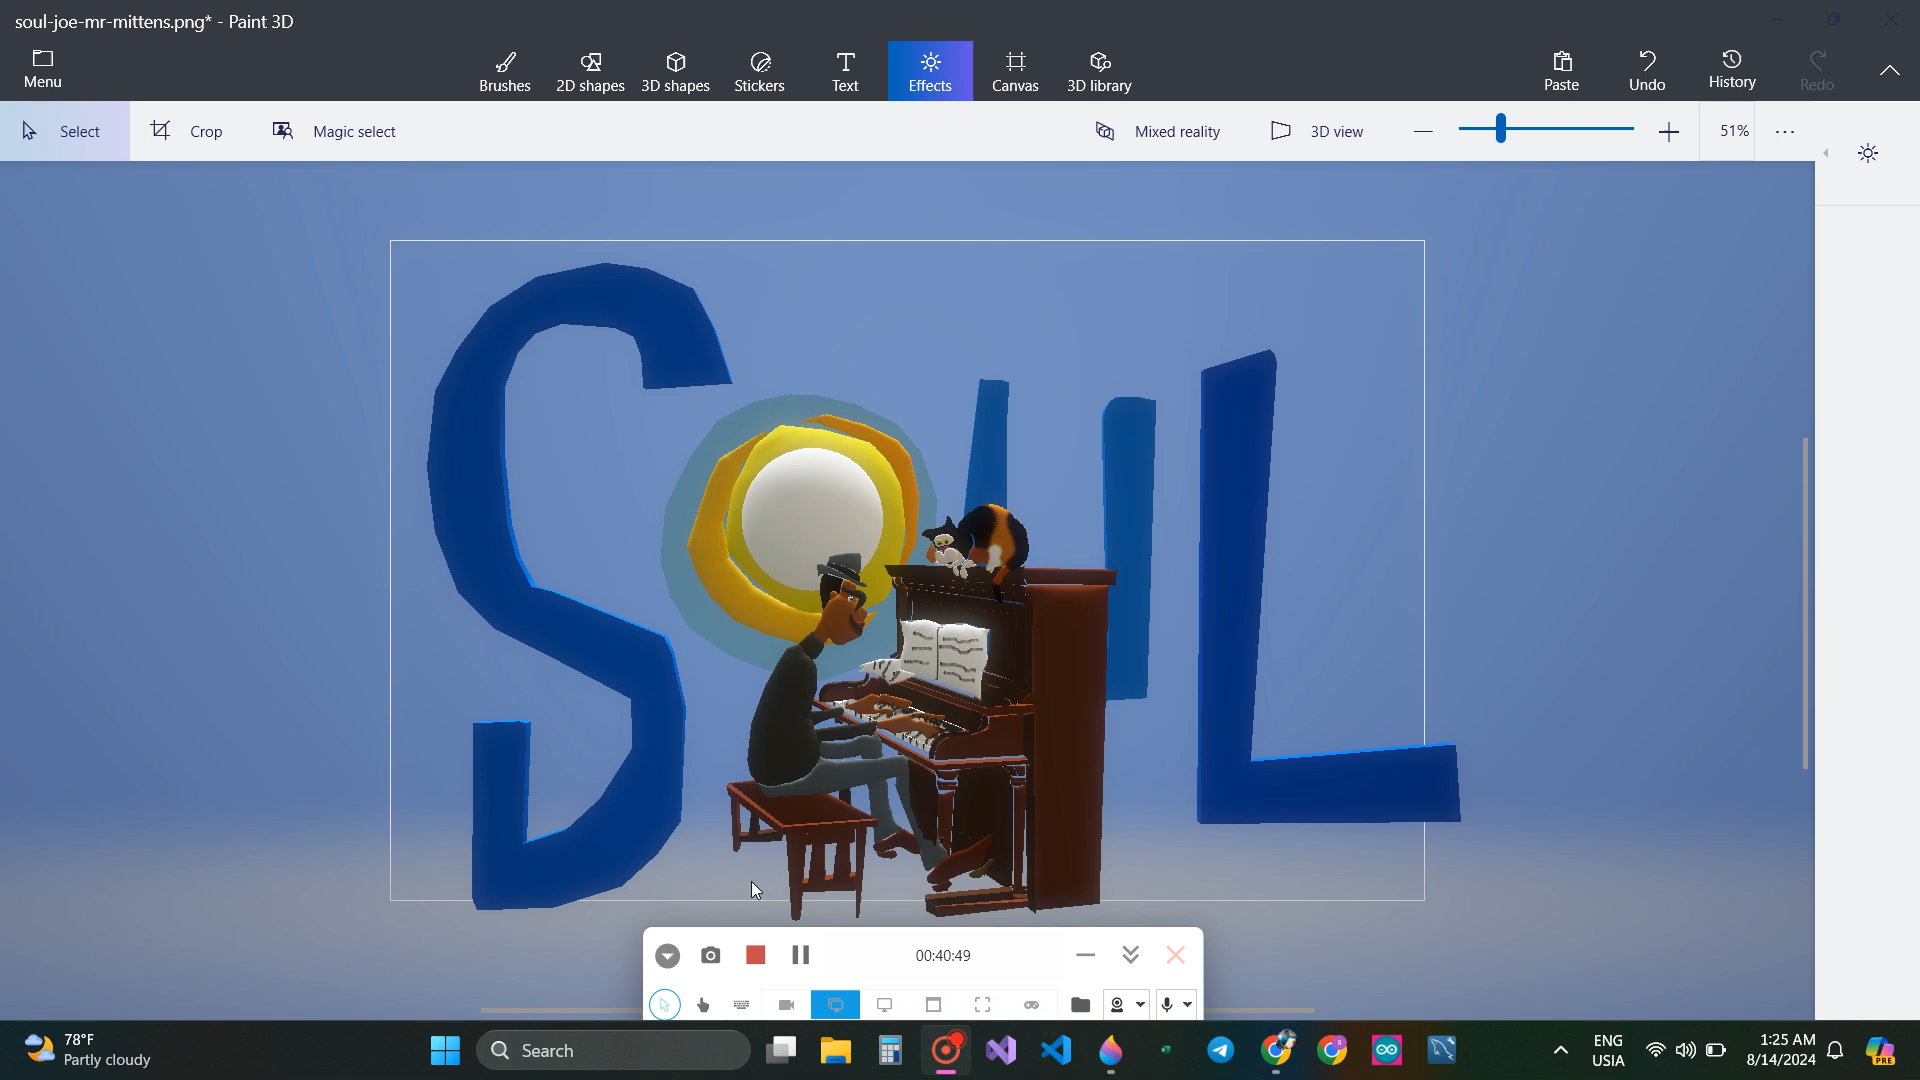 soul-joe-mr-mittens.png* - Paint 3D
Menu
Brushes
2D shapes
3D shapes
Stickers
Text
Effects
Canvas
3D library
Paste
Undo
History
Redo
Select
Crop
Magic select
Mixed reality
3D view
51%
SOUL
00:40:49
78°F
Partly cloudy
Search
ENG
USIA
1:25 AM
8/14/2024
PRE